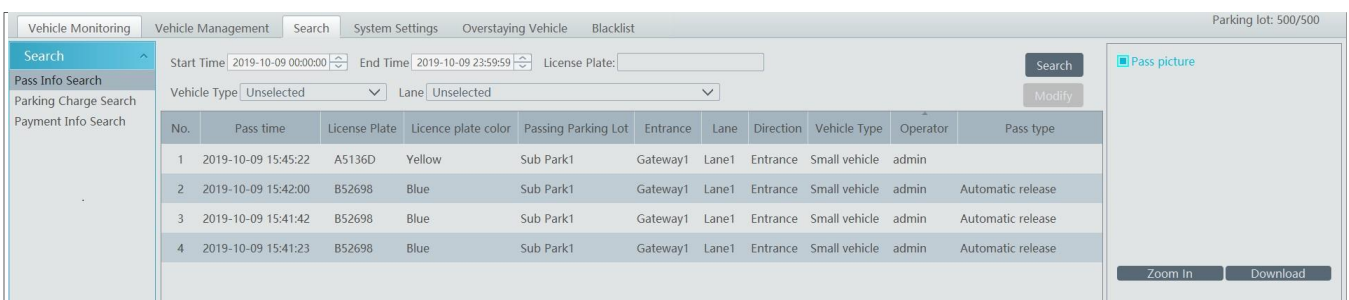 Vehicle Monitoring Vehicle Management Search System Settings Overstaying Vehicle Blacklist Parking lot: 500/500
Search
Pass Info Search
Parking Charge Search
Payment Info Search
Start Time 2019-10-09 00:00:00 End Time 2019-10-09 23:59:59 License Plate: Search
Vehicle Type Unselected Lane Unselected Modify
No. Pass time License Plate Licence plate color Passing Parking Lot Entrance Lane Direction Vehicle Type Operator Pass type
1 2019-10-09 15:45:22 A5136D Yellow Sub Park1 Gateway1 Lane1 Entrance Small vehicle admin
2 2019-10-09 15:42:00 B52698 Blue Sub Park1 Gateway1 Lane1 Entrance Small vehicle admin Automatic release
3 2019-10-09 15:41:42 B52698 Blue Sub Park1 Gateway1 Lane1 Entrance Small vehicle admin Automatic release
4 2019-10-09 15:41:23 B52698 Blue Sub Park1 Gateway1 Lane1 Entrance Small vehicle admin Automatic release
Pass picture
Zoom In Download